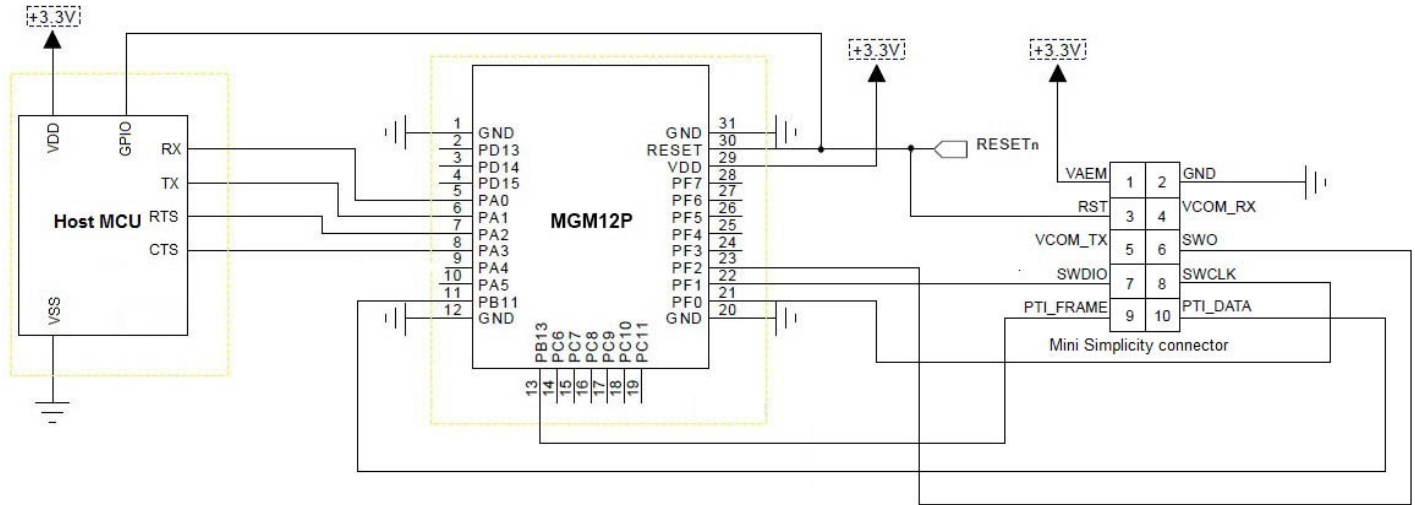 +3.3V
+3.3V
+3.3V
VDD
GPIO
RX
TX
RTS
CTS
Host MCU
VSS
MGM12P
1 GND
2 PD13
3 PD14
4 PD15
5 PA0
6 PA1
7 PA2
8 PA3
9 PA4
10 PA5
11 PB11
12 GND
13 PB13
14 PC6
15 PC7
16 PC8
17 PC9
18 PC10
19 PC11
GND 31
RESET 30
VDD 29
PF7 28
PF6 27
PF5 26
PF4 25
PF3 24
PF2 23
PF1 22
PF0 21
GND 20
RESETn
VAEM 1 2 GND
RST 3 4 VCOM_RX
VCOM_TX 5 6 SWO
SWDIO 7 8 SWCLK
PTI_FRAME 9 10 PTI_DATA
Mini Simplicity connector